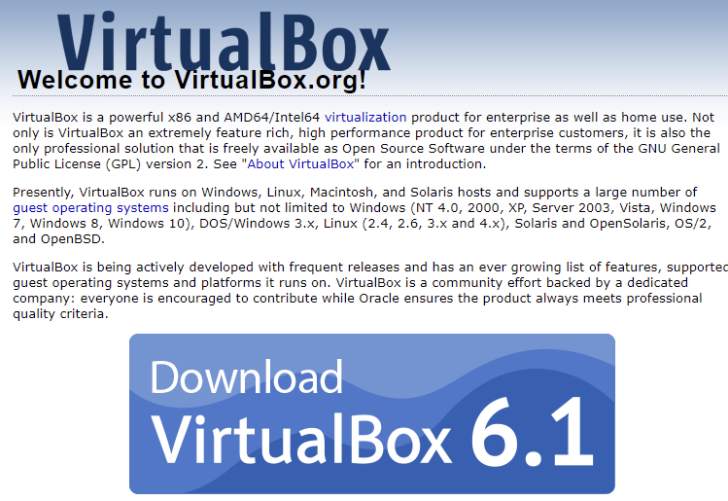 VirtualBox
Welcome to VirtualBox.org!
VirtualBox is a powerful x86 and AMD64/Intel64 virtualization product for enterprise as well as home use. Not
only is VirtualBox an extremely feature rich, high performance product for enterprise customers, it is also the
only professional solution that is freely available as Open Source Software under the terms of the GNU General
Public License (GPL) version 2. See "About VirtualBox" for an introduction.
Presently, VirtualBox runs on Windows, Linux, Macintosh, and Solaris hosts and supports a large number of
guest operating systems including but not limited to Windows (NT 4.0, 2000, XP, Server 2003, Vista, Windows
7, Windows 8, Windows 10), DOS/Windows 3.x, Linux (2.4, 2.6, 3.x and 4.x), Solaris and OpenSolaris, OS/2,
and OpenBSD.
VirtualBox is being actively developed with frequent releases and has an ever growing list of features, supported
guest operating systems and platforms it runs on. VirtualBox is a community effort backed by a dedicated
company: everyone is encouraged to contribute while Oracle ensures the product always meets professional
quality criteria.
Download
VirtualBox 6.1